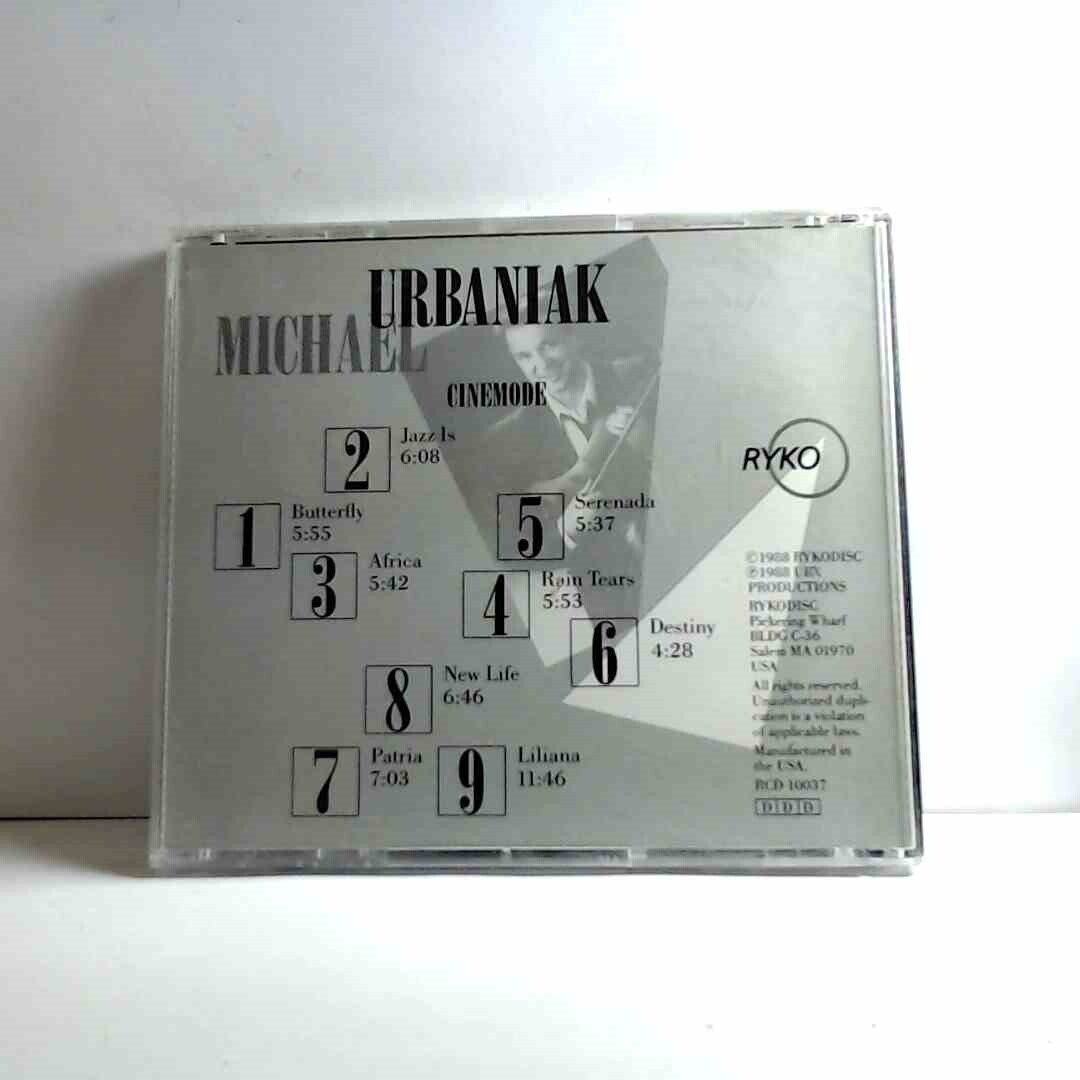 URBANIAK
MICHAEL
CINEMODE
2 Jazz Is
6:08
1 Butterfly
5:55
5 Serenada
5:37
3 Africa
5:42
4 Rain Tears
5:53
6 Destiny
4:28
8 New Life
6:46
7 Patria
7:03
9 Liliana
11:46
RYKO
©1988 RYKODISC
℗1988 UBX
PRODUCTIONS
RYKODISC
Pickering Wharf
BLDG C-36
Salem MA 01970
USA
All rights reserved.
Unauthorized dupli-
cation is a violation
of applicable laws.
Manufactured in
the USA.
RCD 10037
DDD